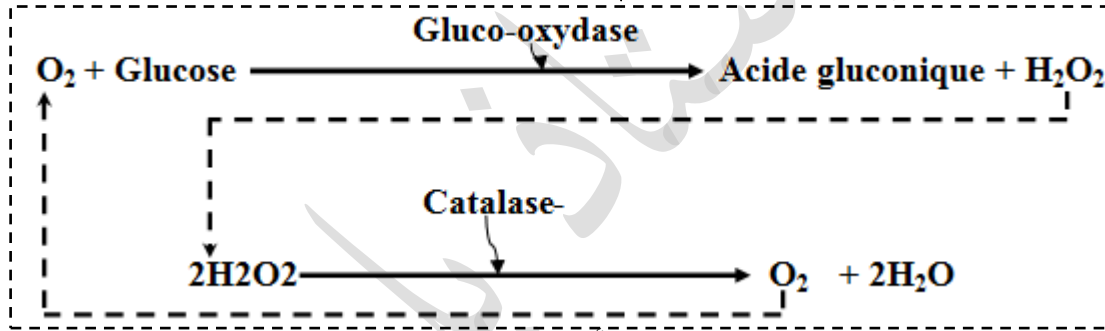 Gluco-oxydase
O₂ + Glucose Acide gluconique + H₂O₂
Catalase-
2H2O2 O₂ + 2H₂O